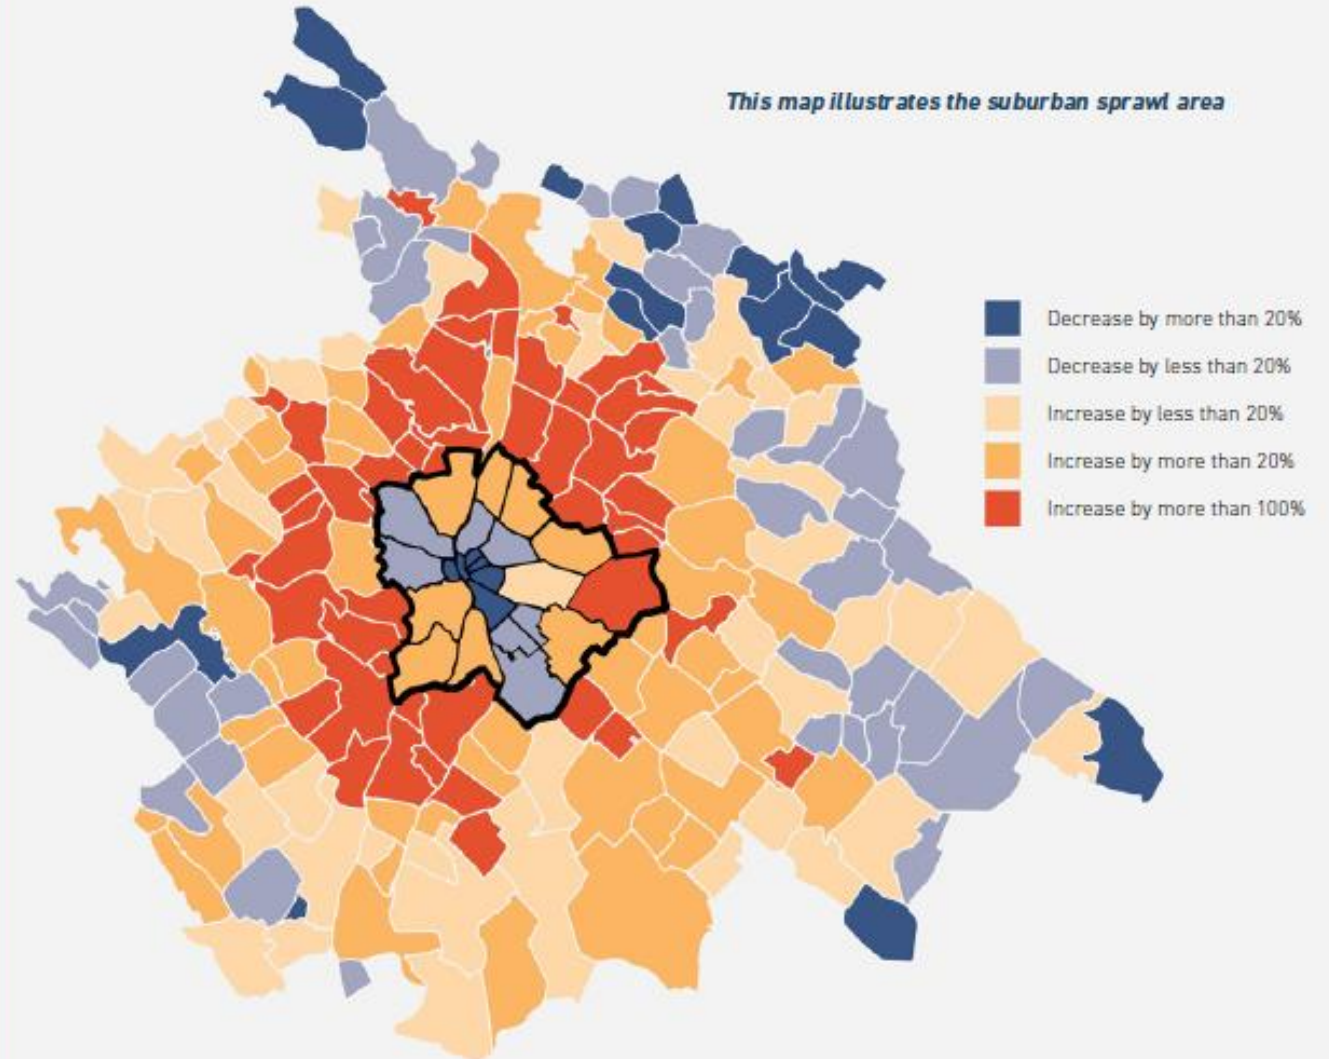 This map illustrates the suburban sprawl area
Decrease by more than 20%
Decrease by less than 20%
Increase by less than 20%
Increase by more than 20%
Increase by more than 100%